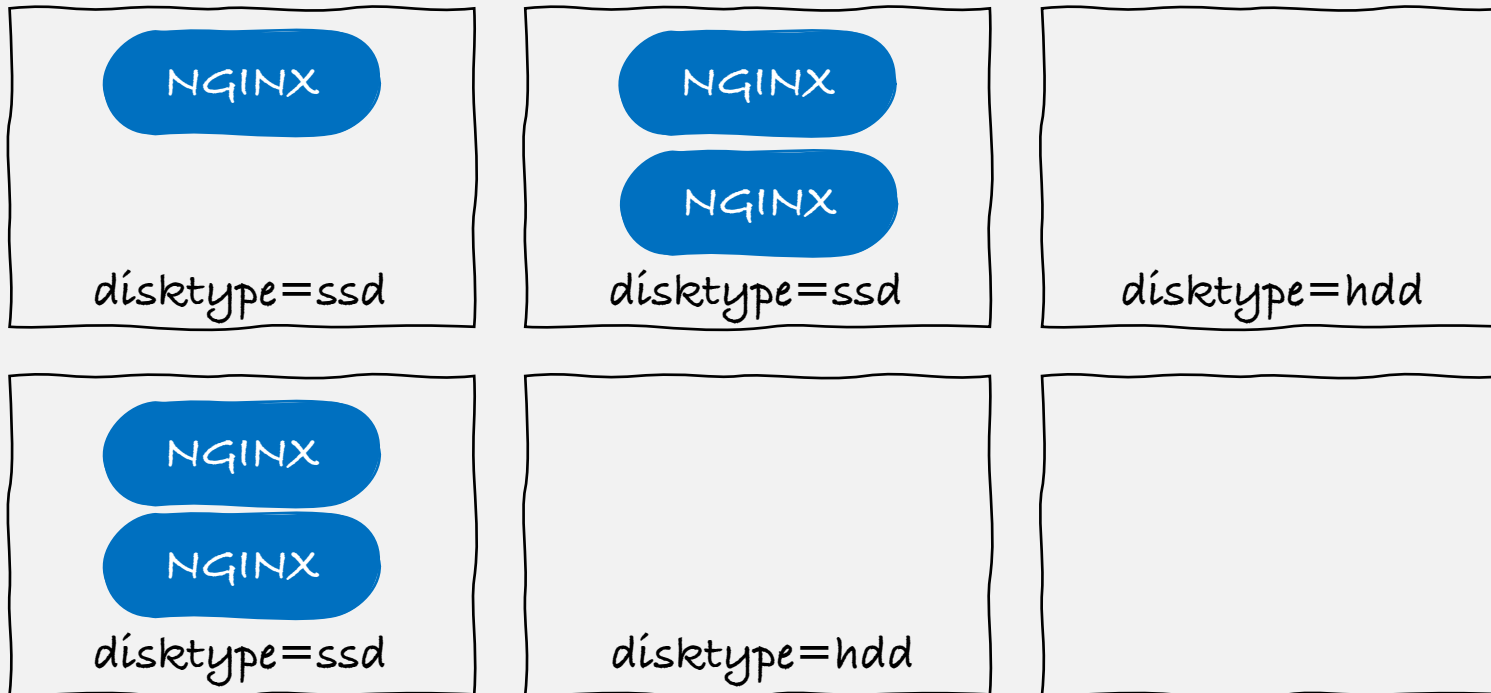 NGINX
NGINX
NGINX
disktype=ssd
disktype=ssd
disktype=hdd
NGINX
NGINX
disktype=ssd
disktype=hdd